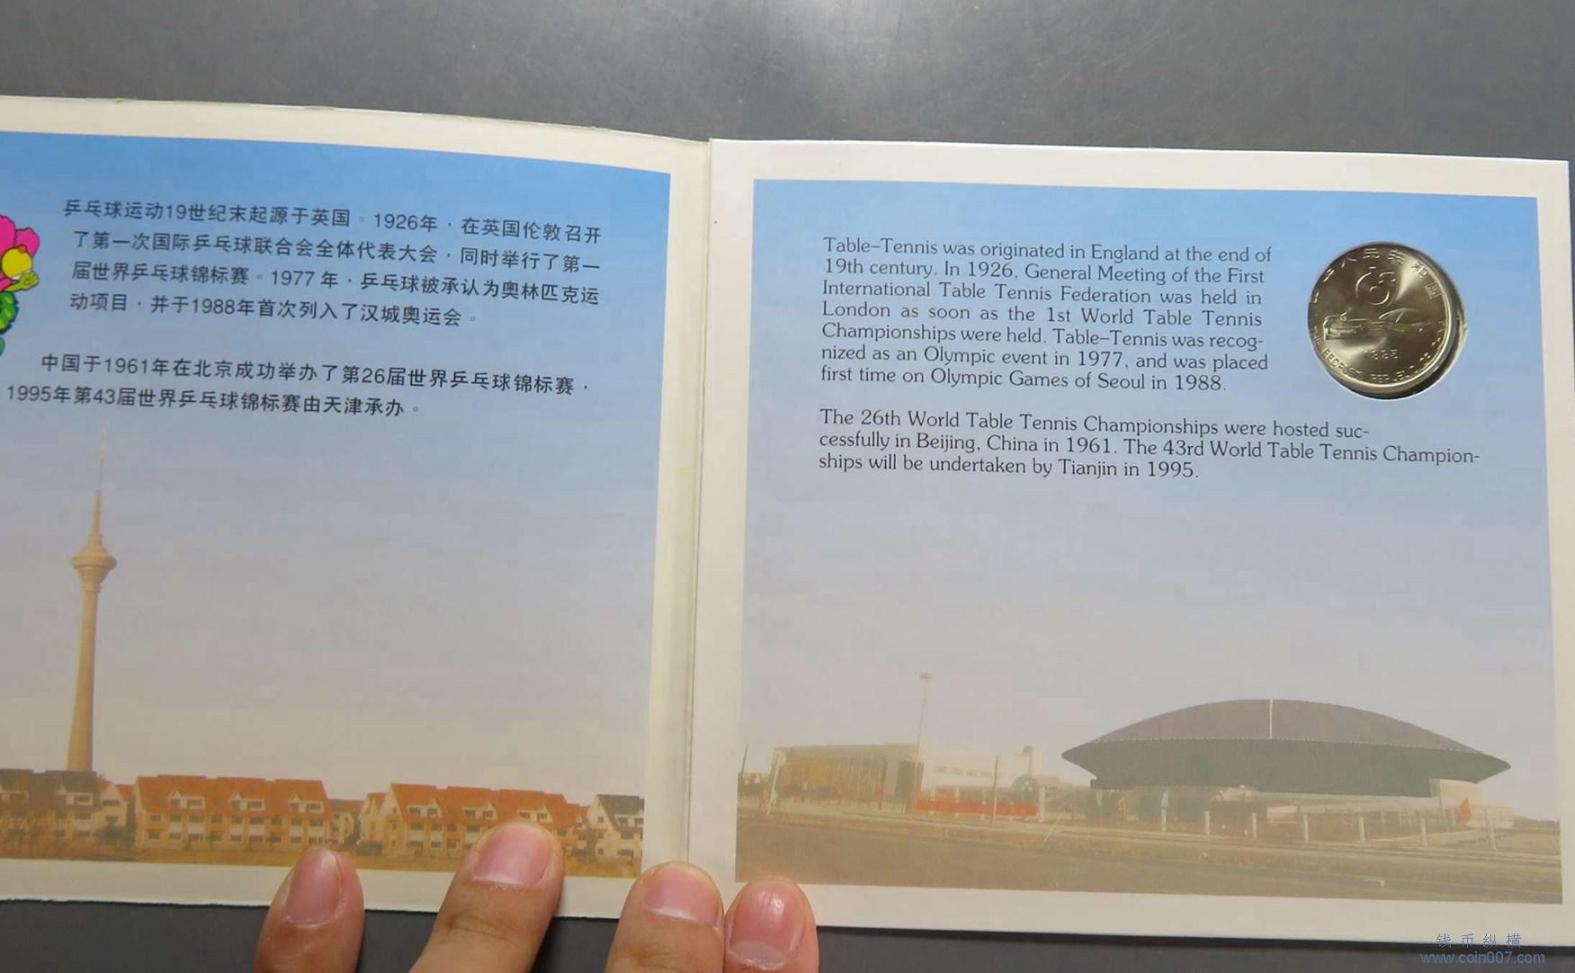 乒乓球运动19世纪末起源于英国。1926年，在英国伦敦召开
了第一次国际乒乓球联合会全体代表大会，同时举行了第一
届世界乒乓球锦标赛。1977年，乒乓球被承认为奥林匹克运
动项目，并于1988年首次列入了汉城奥运会。
中国于1961年在北京成功举办了第26届世界乒乓球锦标赛，
1995年第43届世界乒乓球锦标赛由天津承办。
Table-Tennis was originated in England at the end of
19th century. In 1926, General Meeting of the First
International Table Tennis Federation was held in
London as soon as the 1st World Table Tennis
Championships were held. Table-Tennis was recog-
nized as an Olympic event in 1977, and was placed
first time on Olympic Games of Seoul in 1988.
The 26th World Table Tennis Championships were hosted suc-
cessfully in Beijing, China in 1961. The 43rd World Table Tennis Champion-
ships will be undertaken by Tianjin in 1995.
1995
钱币纵横
www.coin007.com